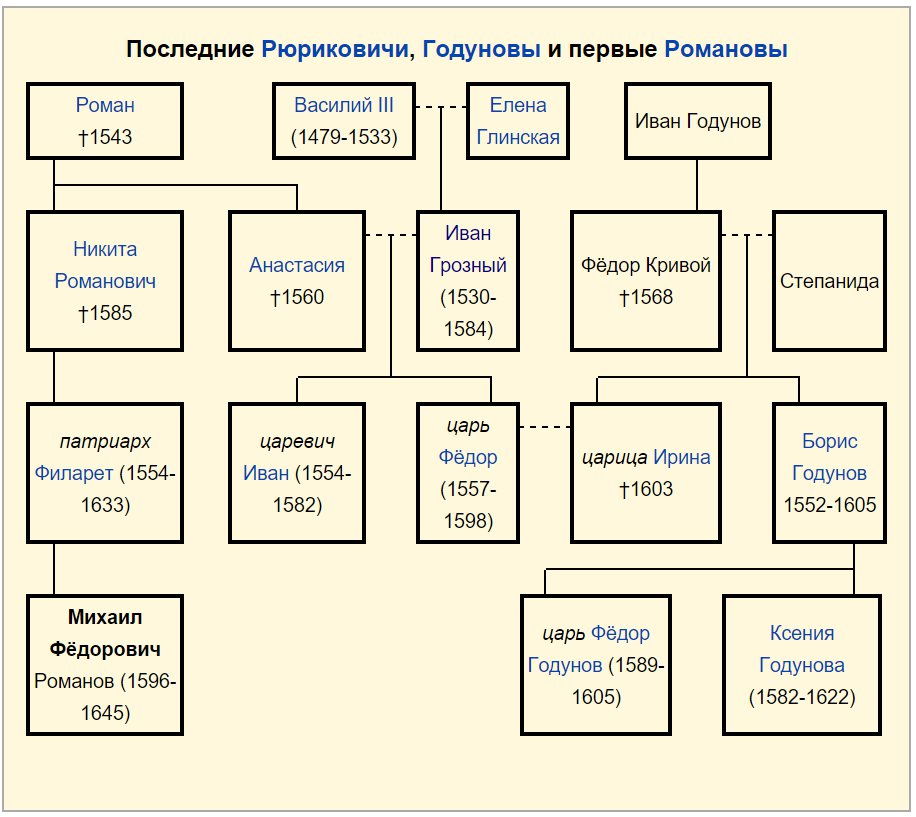 Последние Рюриковичи, Годуновы и первые Романовы
Роман
†1543
Василий III
(1479-1533)
Елена
Глинская
Иван Годунов
Никита
Романович
†1585
Анастасия
†1560
Иван
Грозный
(1530-
1584)
Фёдор Кривой
†1568
Степанида
патриарх
Филарет (1554-
1633)
царевич
Иван (1554-
1582)
царь
Фёдор
(1557-
1598)
царица Ирина
†1603
Борис
Годунов
1552-1605
Михаил
Фёдорович
Романов (1596-
1645)
царь Фёдор
Годунов (1589-
1605)
Ксения
Годунова
(1582-1622)